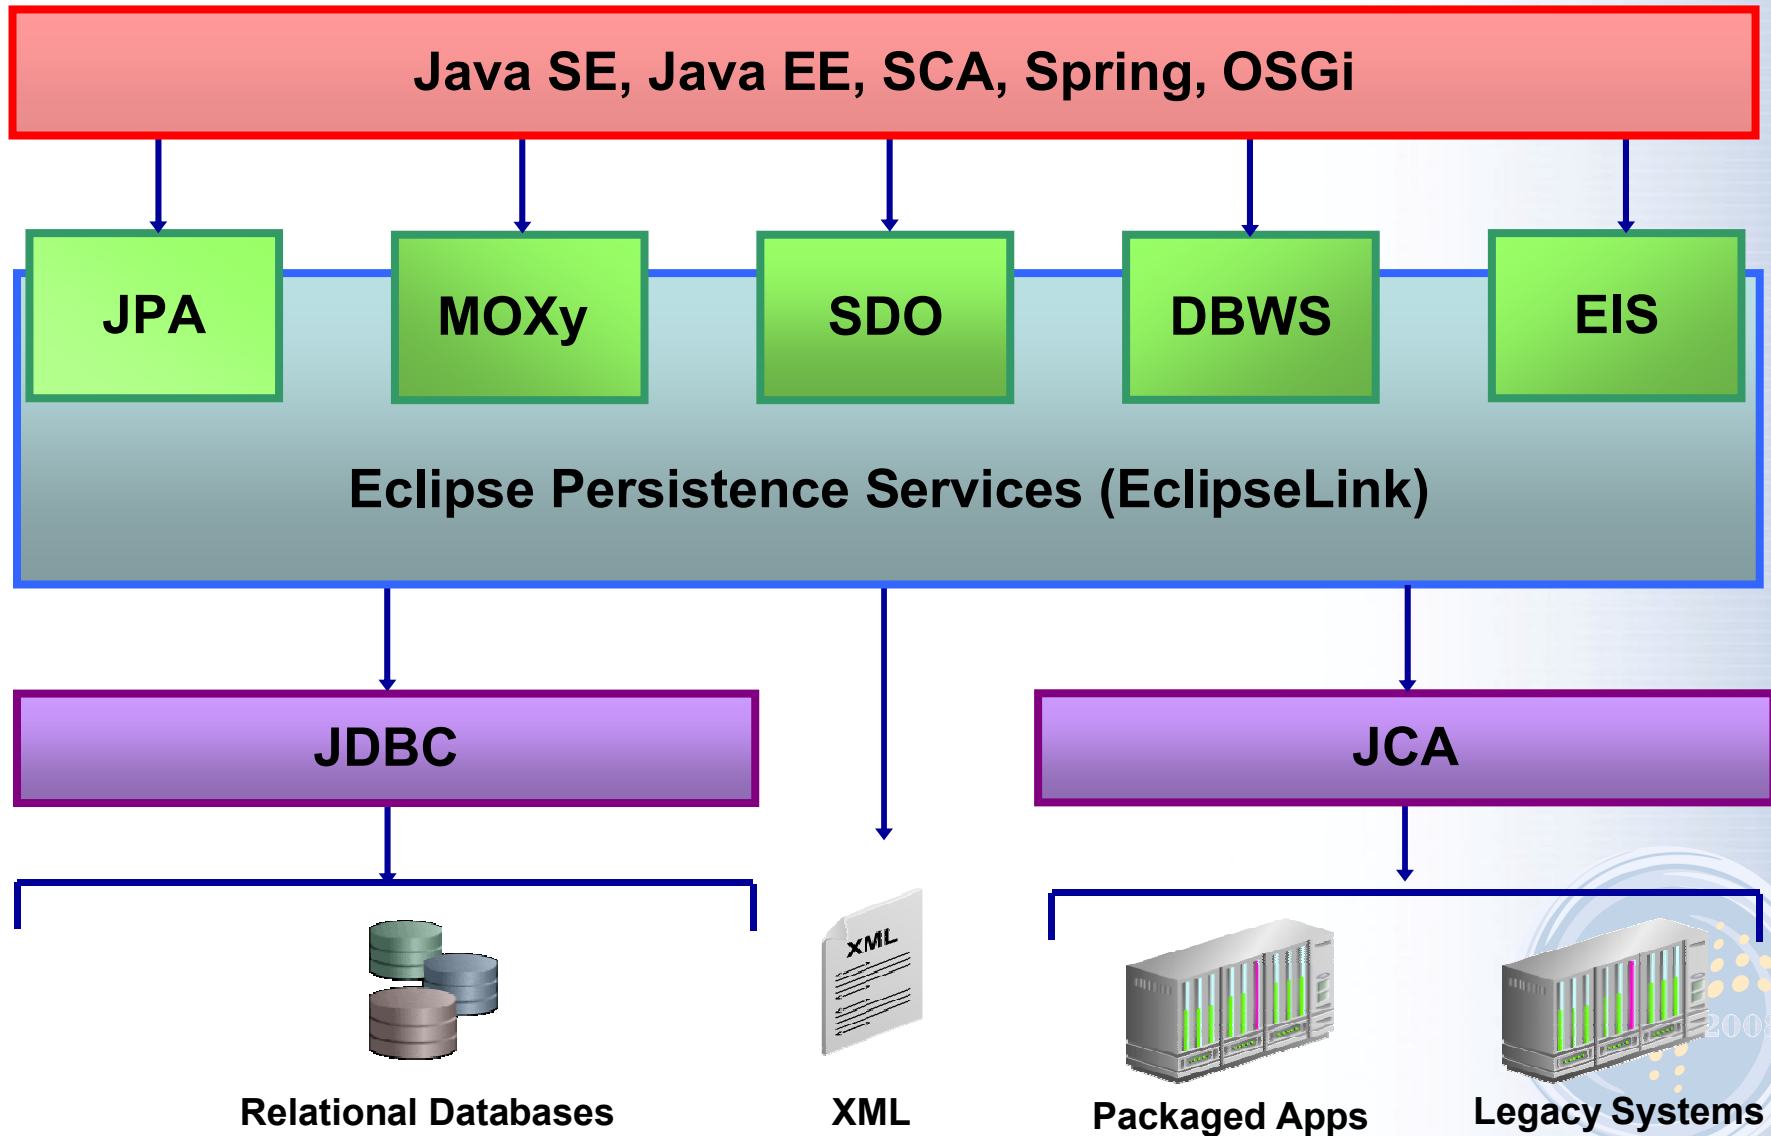 Java SE, Java EE, SCA, Spring, OSGi
JPA
MOXy
SDO
DBWS
EIS
Eclipse Persistence Services (EclipseLink)
JDBC
JCA
XML
Relational Databases
XML
Packaged Apps
Legacy Systems